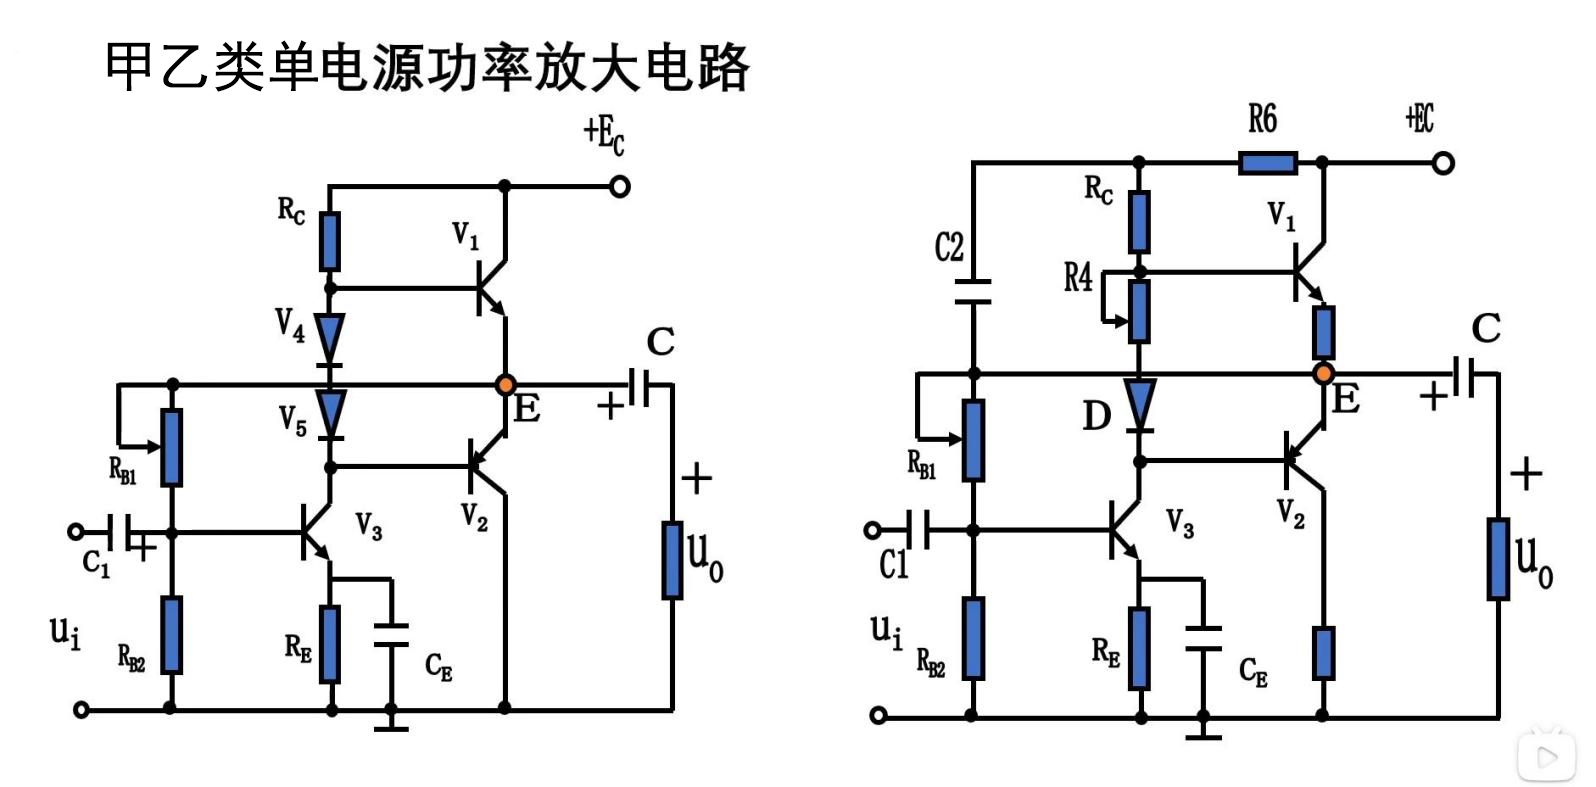 甲乙类单电源功率放大电路
+EC
RC
V1
V4
C
E
+
V5
RB1
+
V3
V2
C1
+
uo
ui
RB2
RE
CE
R6
+EC
RC
V1
C2
R4
C
E
+
D
RB1
+
V3
V2
C1
uo
ui
RB2
RE
CE